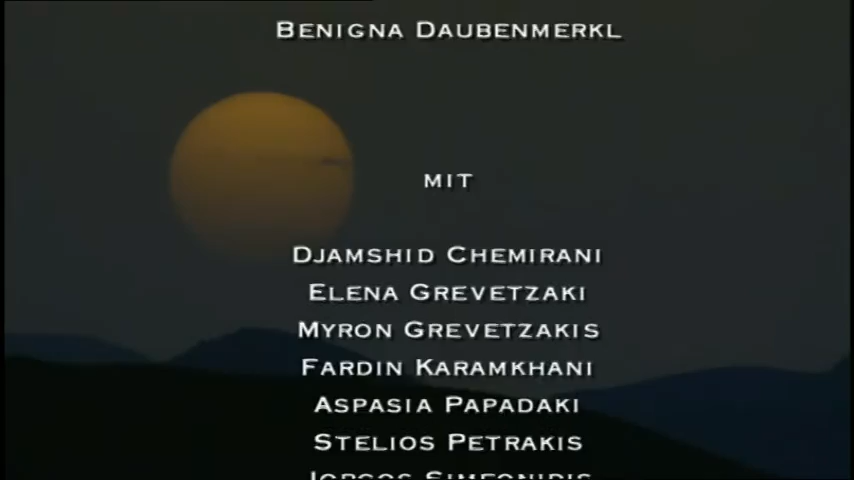 BENIGNA DAUBENMERKL
MIT
DJAMSHID CHEMIRANI
ELENA GREVETZAKI
MYRON GREVETZAKIS
FARDIN KARAMKHANI
ASPASIA PAPADAKI
STELIOS PETRAKIS